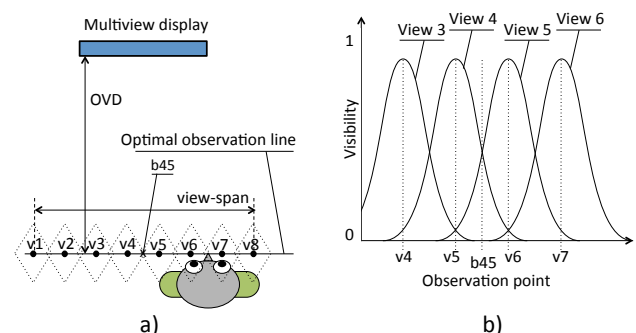 Multiview display
OVD
Optimal observation line
b45
view-span
v1 v2 v3 v4 v5 v6 v7 v8
a)
View 3 View 4 View 5 View 6
1
Visibility
0
v4 v5 b45 v6 v7
Observation point
b)